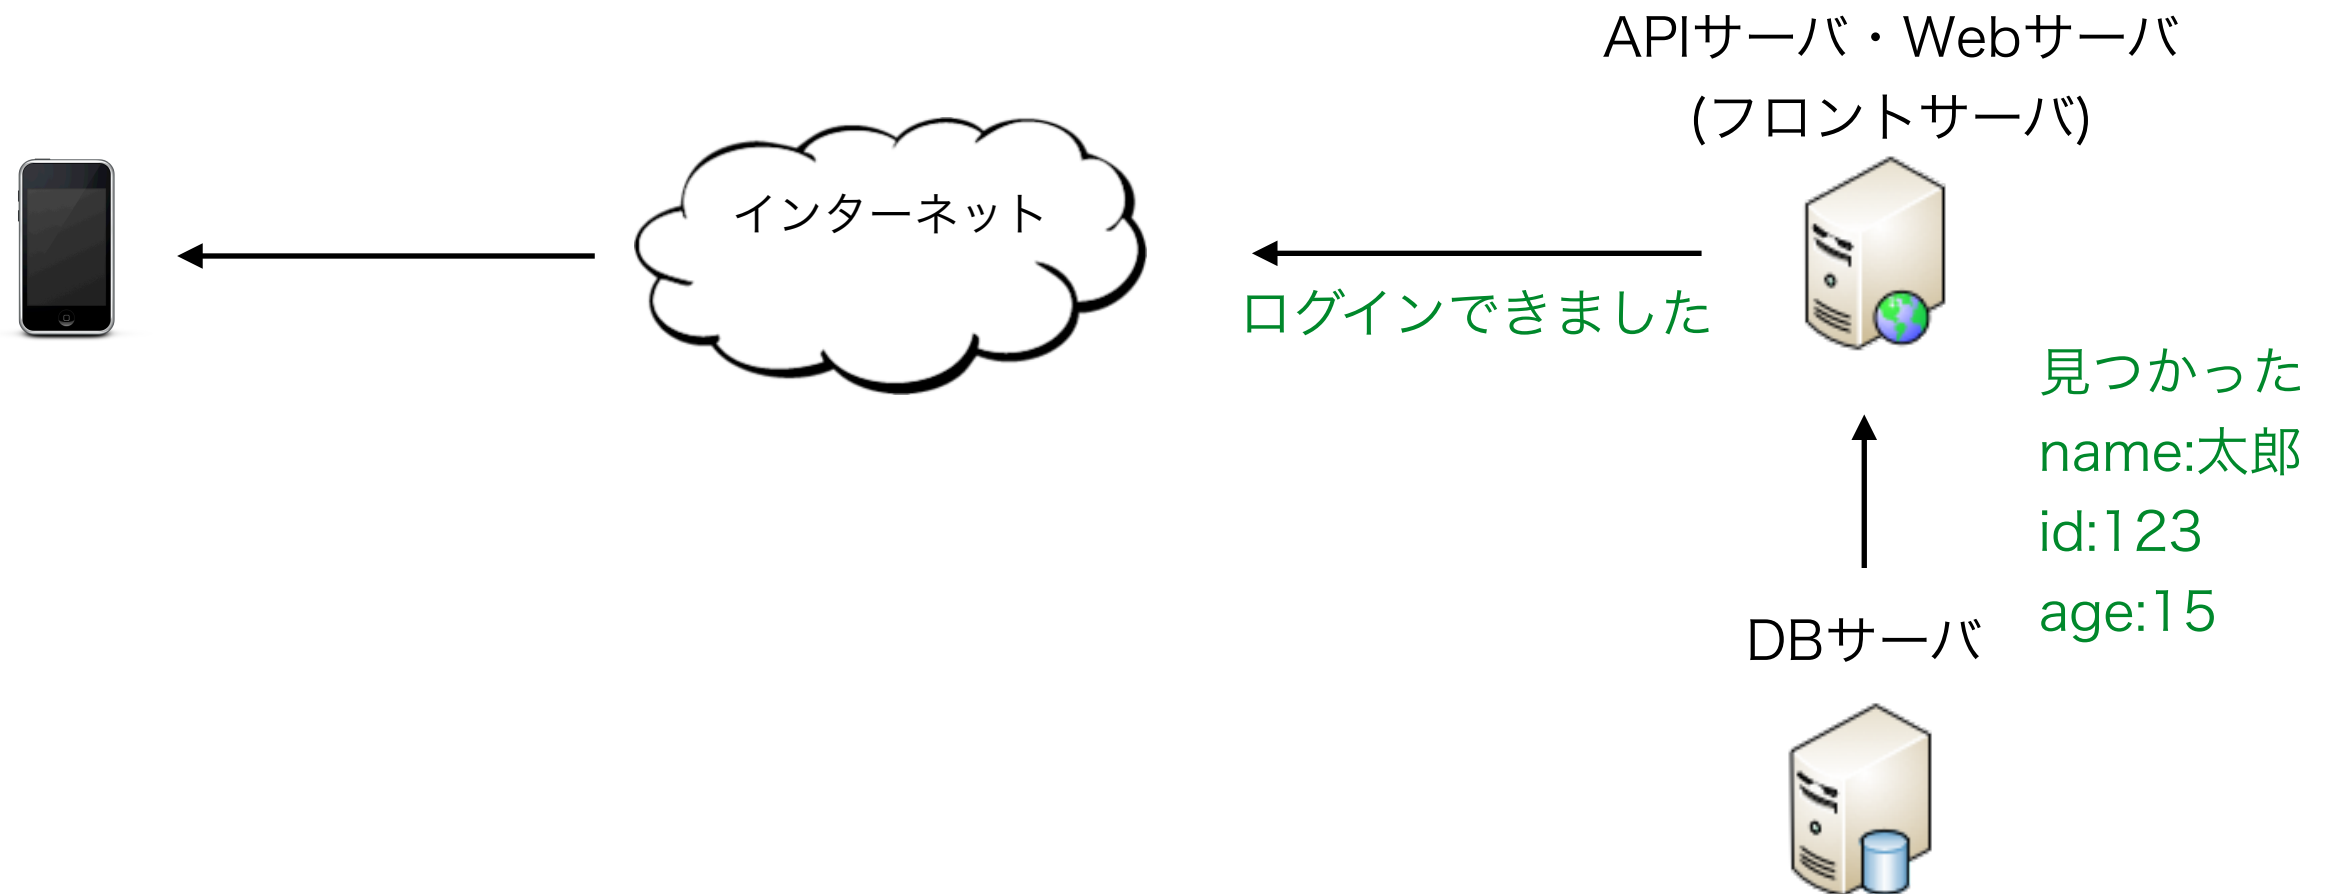 APIサーバ・Webサーバ
(フロントサーバ)
インターネット
ログインできました
見つかった
name:太郎
id:123
age:15
DBサーバ